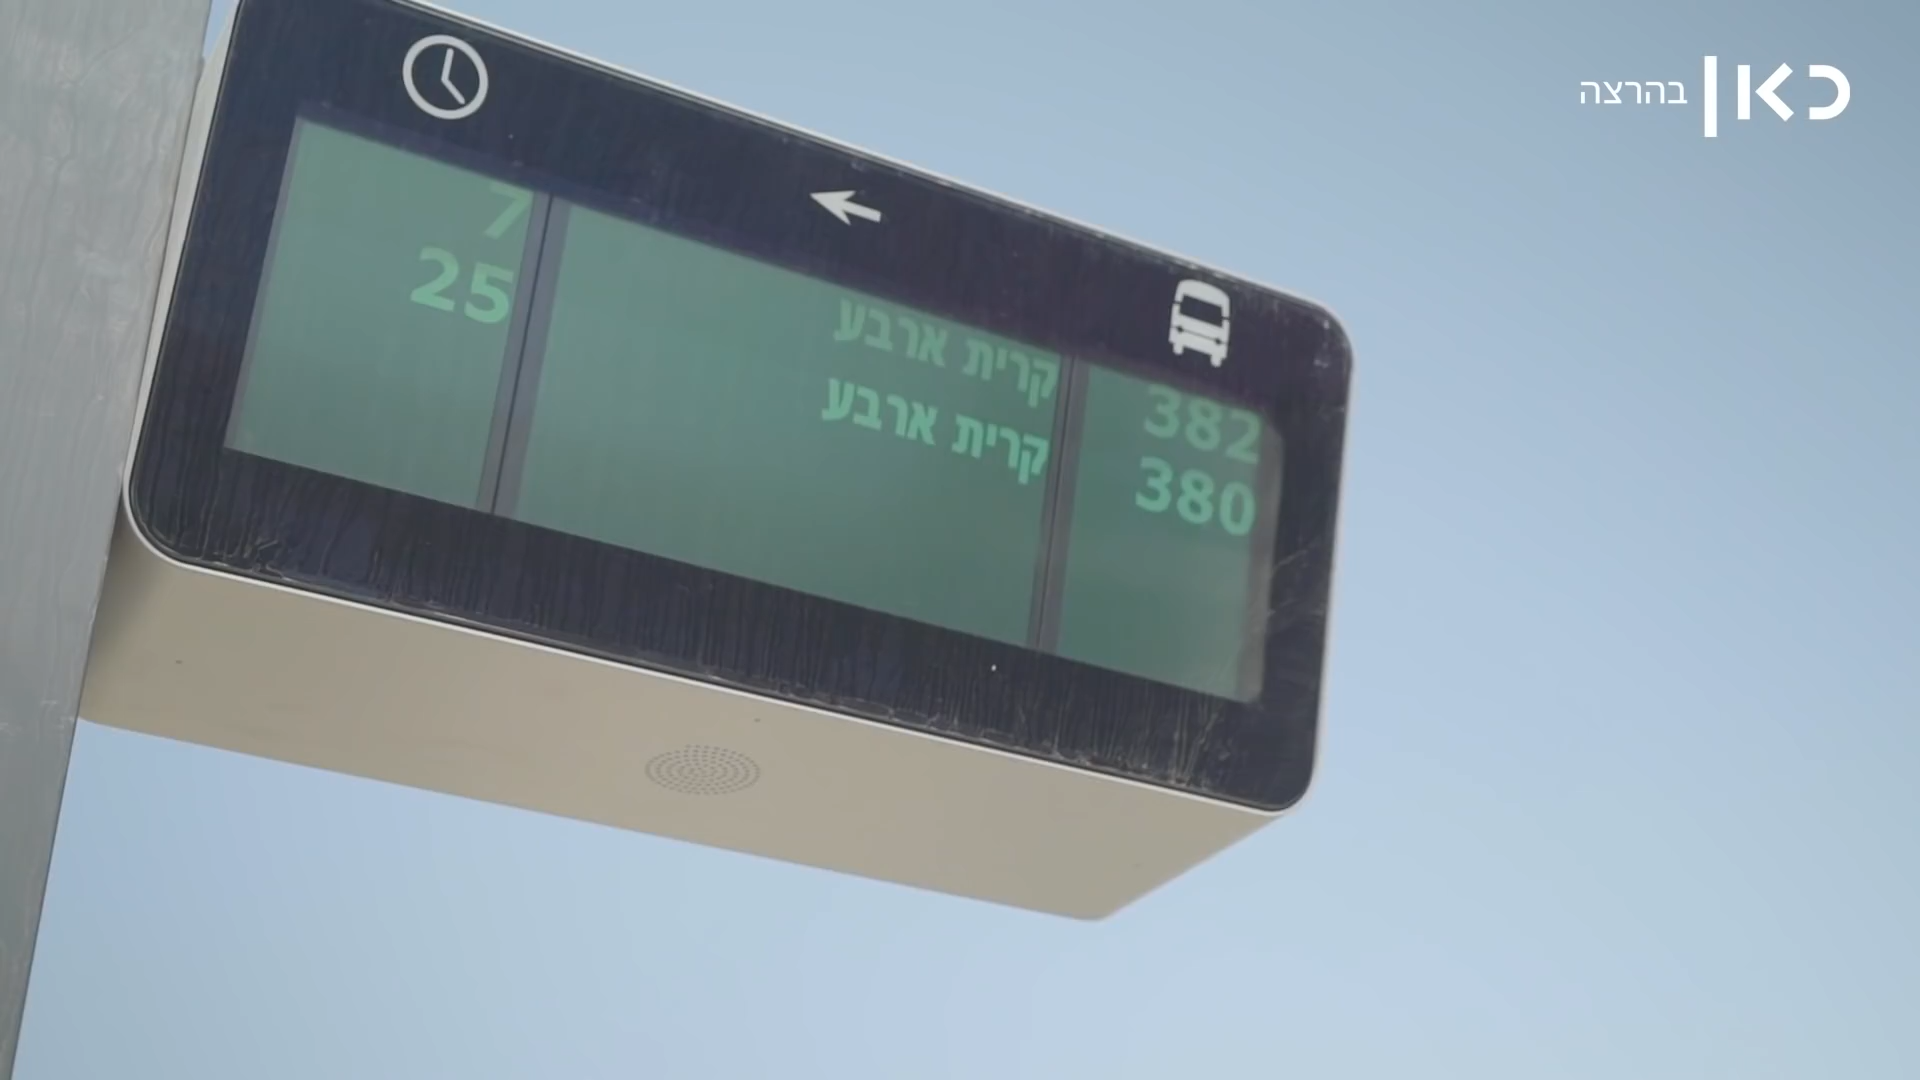 כאן | בהרצה
382 קרית ארבע 7
380 קרית ארבע 25